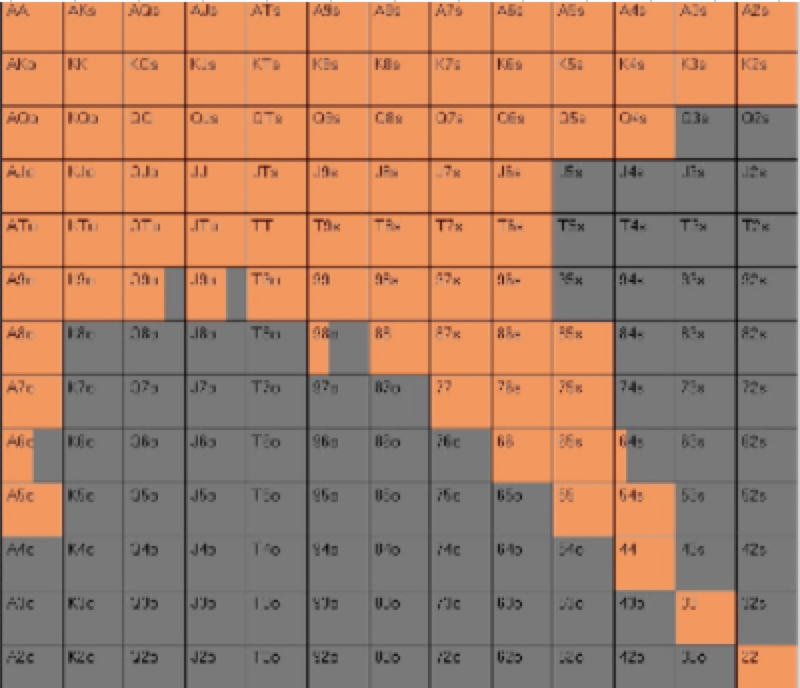 AA AKs AQs AJs ATs A9s A8s A7s A6s A5s A4s A3s A2s
AKo KK KQs KJs KTs K9s K8s K7s K6s K5s K4s K3s K2s
AQo KQo QQ QJs QTs Q9s Q8s Q7s Q6s Q5s Q4s Q3s Q2s
AJo KJo QJo JJ JTs J9s J8s J7s J6s J5s J4s J3s J2s
ATo KTo QTo JTo TT T9s T8s T7s T6s T5s T4s T3s T2s
A9o K9o Q9o J9o T9o 99 98s 97s 96s 95s 94s 93s 92s
A8o K8o Q8o J8o T8o 98o 88 87s 86s 85s 84s 83s 82s
A7o K7o Q7o J7o T7o 97o 87o 77 76s 75s 74s 73s 72s
A6o K6o Q6o J6o T6o 96o 86o 76o 66 65s 64s 63s 62s
A5o K5o Q5o J5o T5o 95o 85o 75o 65o 55 54s 53s 52s
A4o K4o Q4o J4o T4o 94o 84o 74o 64o 54o 44 43s 42s
A3o K3o Q3o J3o T3o 93o 83o 73o 63o 53o 43o 33 32s
A2o K2o Q2o J2o T2o 92o 82o 72o 62o 52o 42o 32o 22